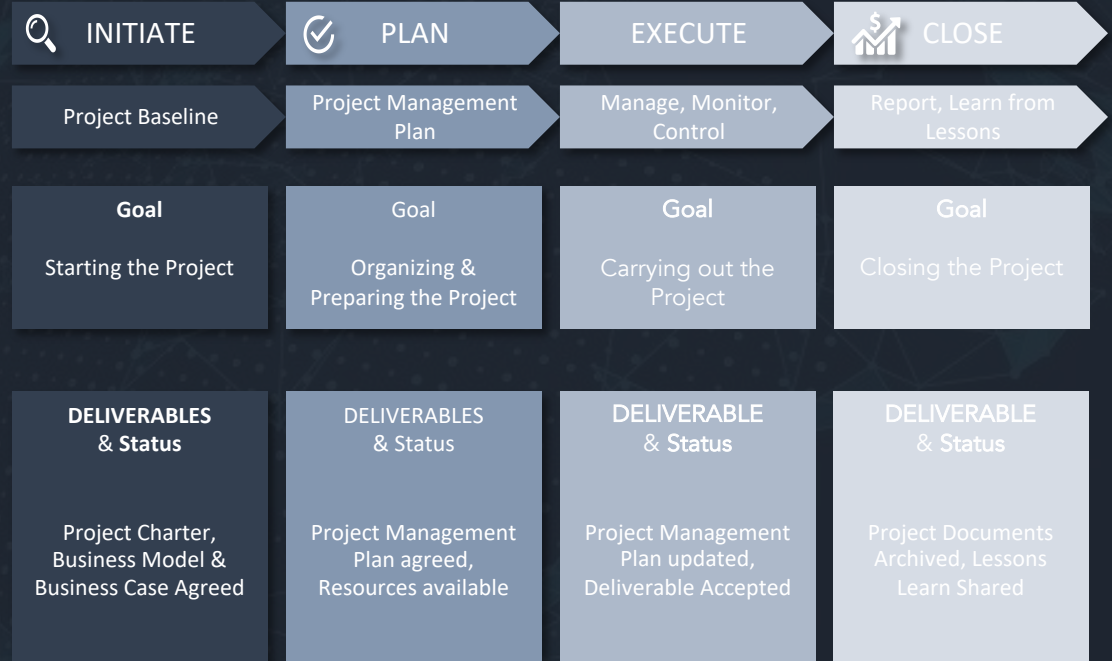 INITIATE
PLAN
EXECUTE
CLOSE
Project Baseline
Project Management
Plan
Manage, Monitor,
Control
Report, Learn from
Lessons
Goal
Starting the Project
Goal
Organizing &
Preparing the Project
Goal
Carrying out the
Project
Goal
Closing the Project
DELIVERABLES
& Status
Project Charter,
Business Model &
Business Case Agreed
DELIVERABLES
& Status
Project Management
Plan agreed,
Resources available
DELIVERABLE
& Status
Project Management
Plan updated,
Deliverable Accepted
DELIVERABLE
& Status
Project Documents
Archived, Lessons
Learn Shared